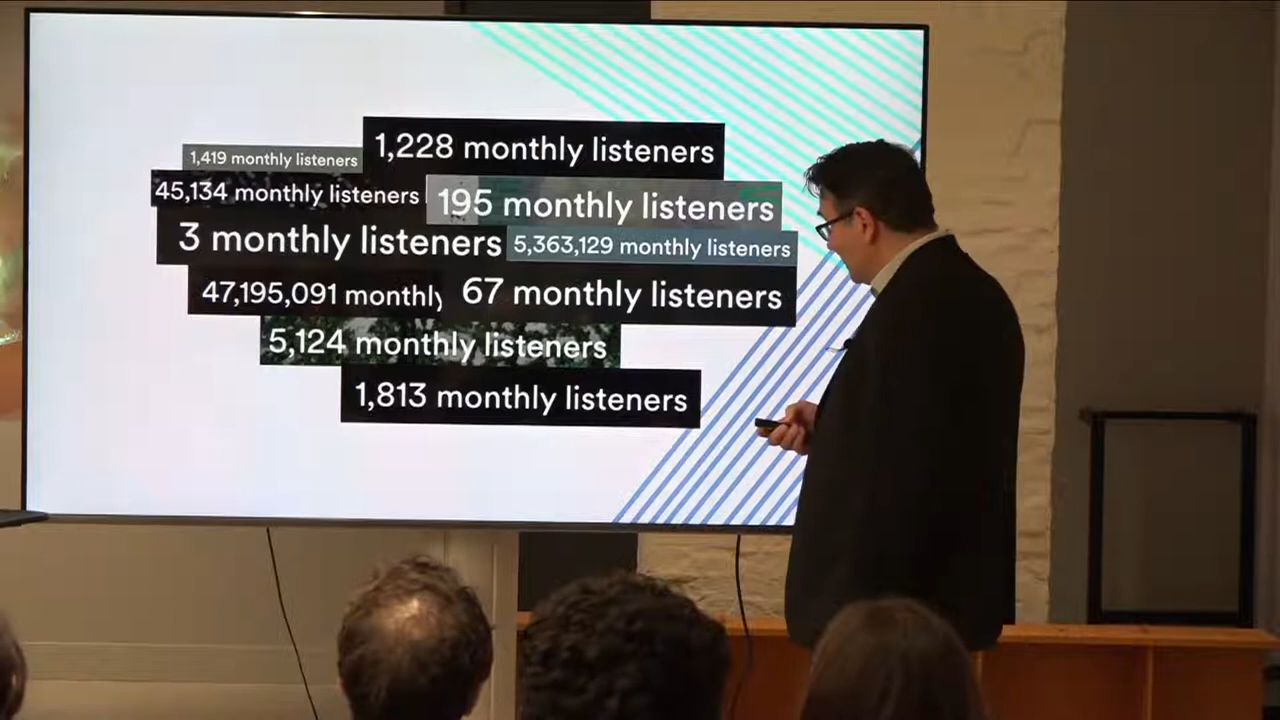 1,228 monthly listeners
1,419 monthly listeners
45,134 monthly listeners
195 monthly listeners
3 monthly listeners
5,363,129 monthly listeners
47,195,091 monthly
67 monthly listeners
5,124 monthly listeners
1,813 monthly listeners